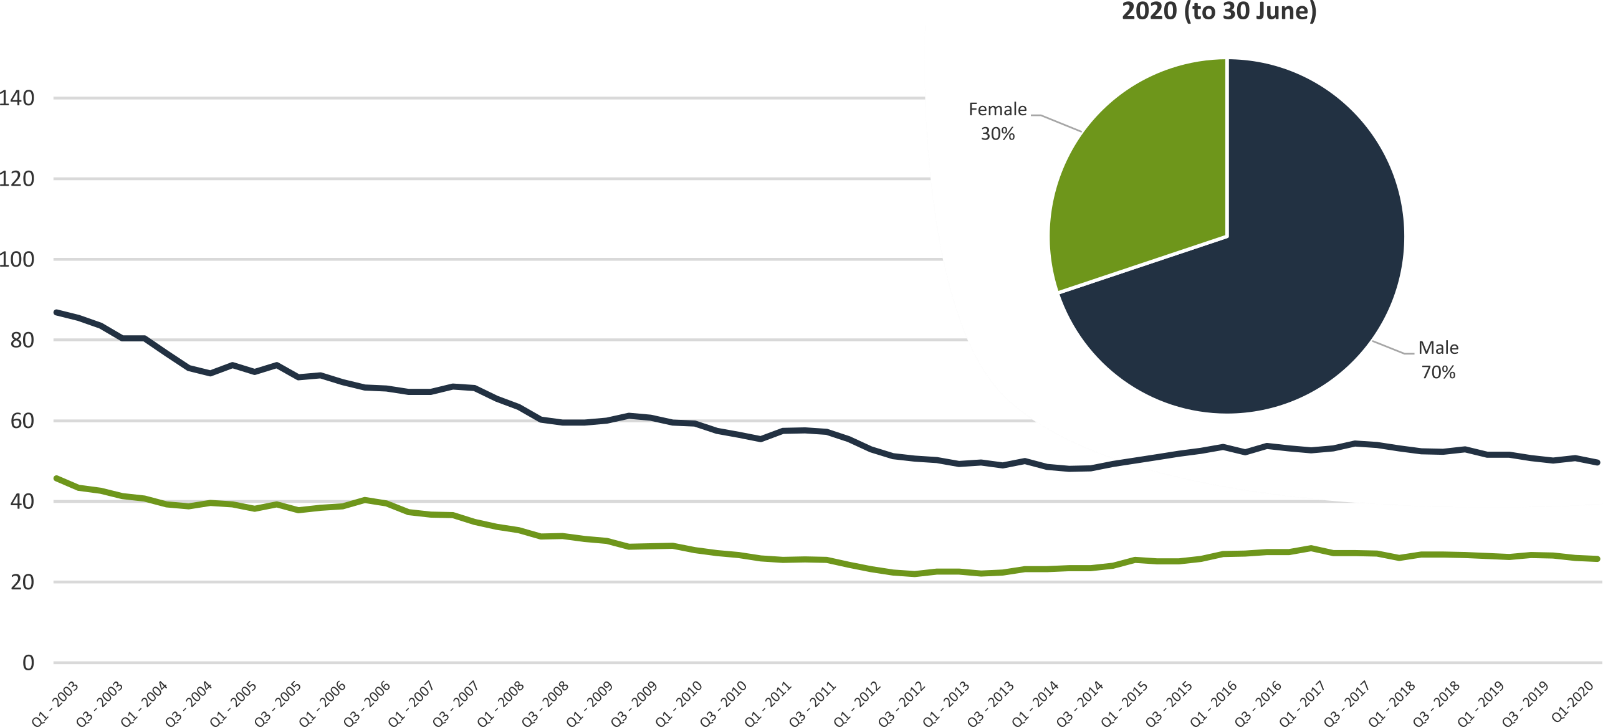 2020 (to 30 June)
140
120
100
80
60
40
20
0
Female
30%
Male
70%
Q1 - 2003
Q3 - 2003
Q1 - 2004
Q3 - 2004
Q1 - 2005
Q3 - 2005
Q1 - 2006
Q3 - 2006
Q1 - 2007
Q3 - 2007
Q1 - 2008
Q3 - 2008
Q1 - 2009
Q3 - 2009
Q1 - 2010
Q3 - 2010
Q1 - 2011
Q3 - 2011
Q1 - 2012
Q3 - 2012
Q1 - 2013
Q3 - 2013
Q1 - 2014
Q3 - 2014
Q1 - 2015
Q3 - 2015
Q1 - 2016
Q3 - 2016
Q1 - 2017
Q3 - 2017
Q1 - 2018
Q3 - 2018
Q1 - 2019
Q3 - 2019
Q1-2020